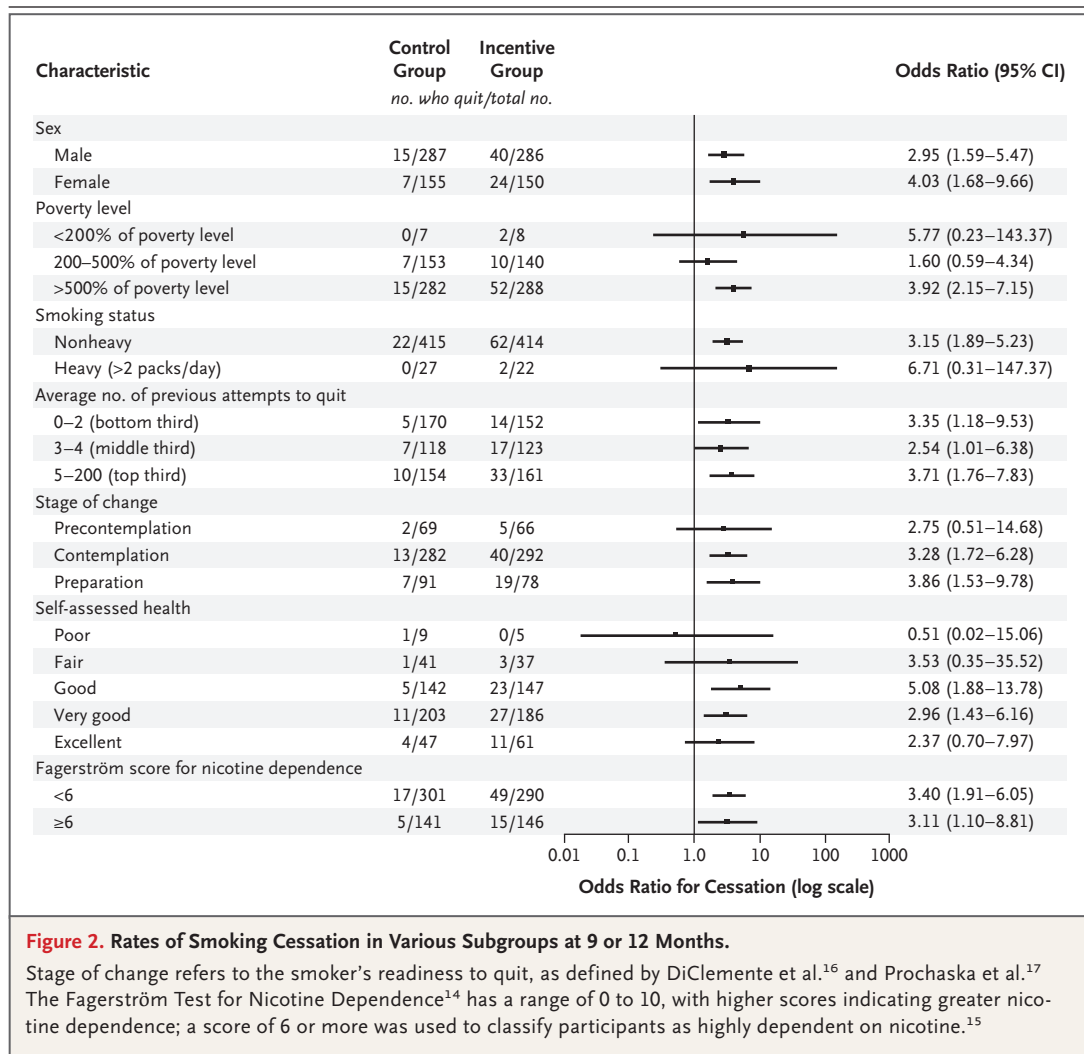 Characteristic
Control Group
Incentive Group
Odds Ratio (95% CI)
no. who quit/total no.
Sex
Male 15/287 40/286 2.95 (1.59–5.47)
Female 7/155 24/150 4.03 (1.68–9.66)
Poverty level
<200% of poverty level 0/7 2/8 5.77 (0.23–143.37)
200–500% of poverty level 7/153 10/140 1.60 (0.59–4.34)
>500% of poverty level 15/282 52/288 3.92 (2.15–7.15)
Smoking status
Nonheavy 22/415 62/414 3.15 (1.89–5.23)
Heavy (>2 packs/day) 0/27 2/22 6.71 (0.31–147.37)
Average no. of previous attempts to quit
0–2 (bottom third) 5/170 14/152 3.35 (1.18–9.53)
3–4 (middle third) 7/118 17/123 2.54 (1.01–6.38)
5–200 (top third) 10/154 33/161 3.71 (1.76–7.83)
Stage of change
Precontemplation 2/69 5/66 2.75 (0.51–14.68)
Contemplation 13/282 40/292 3.28 (1.72–6.28)
Preparation 7/91 19/78 3.86 (1.53–9.78)
Self-assessed health
Poor 1/9 0/5 0.51 (0.02–15.06)
Fair 1/41 3/37 3.53 (0.35–35.52)
Good 5/142 23/147 5.08 (1.88–13.78)
Very good 11/203 27/186 2.96 (1.43–6.16)
Excellent 4/47 11/61 2.37 (0.70–7.97)
Fagerström score for nicotine dependence
<6 17/301 49/290 3.40 (1.91–6.05)
≥6 5/141 15/146 3.11 (1.10–8.81)
0.01 0.1 1.0 10 100 1000
Odds Ratio for Cessation (log scale)
Figure 2. Rates of Smoking Cessation in Various Subgroups at 9 or 12 Months.
Stage of change refers to the smoker's readiness to quit, as defined by DiClemente et al.¹⁶ and Prochaska et al.¹⁷
The Fagerström Test for Nicotine Dependence¹⁴ has a range of 0 to 10, with higher scores indicating greater nico-
tine dependence; a score of 6 or more was used to classify participants as highly dependent on nicotine.¹⁵